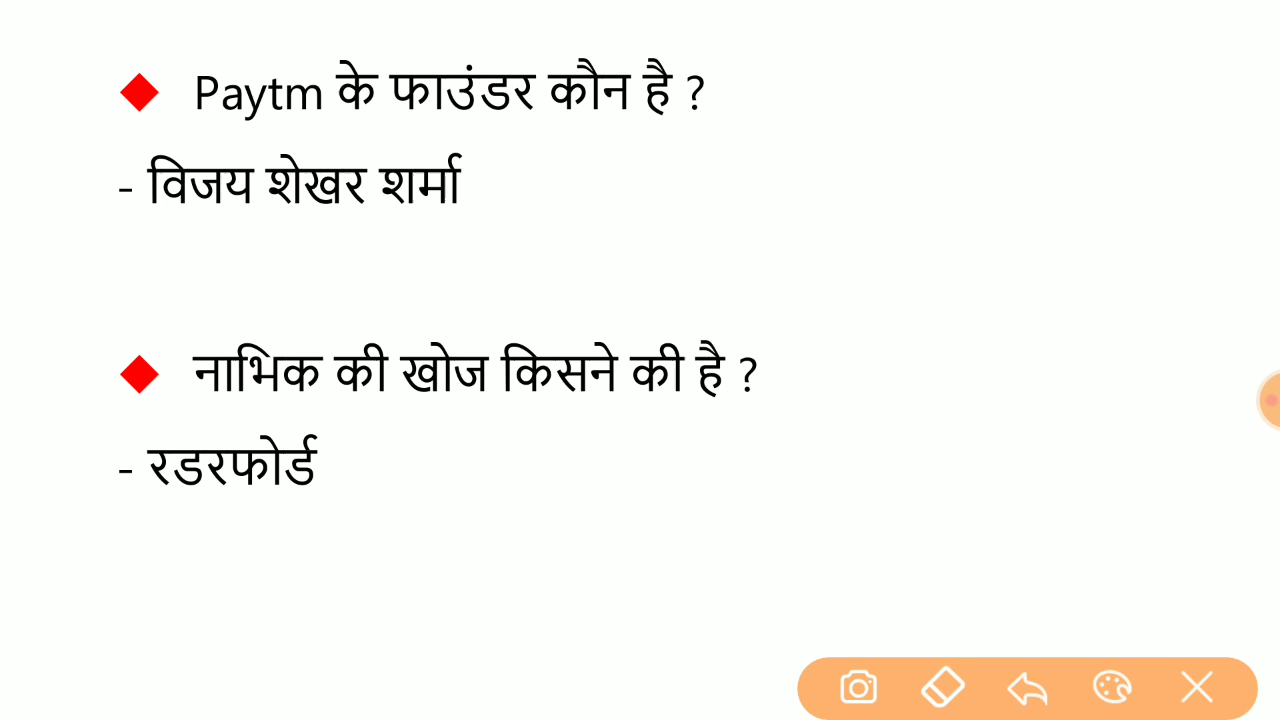 Paytm के फाउंडर कौन है ?
- विजय शेखर शर्मा
नाभिक की खोज किसने की है ?
- रडरफोर्ड